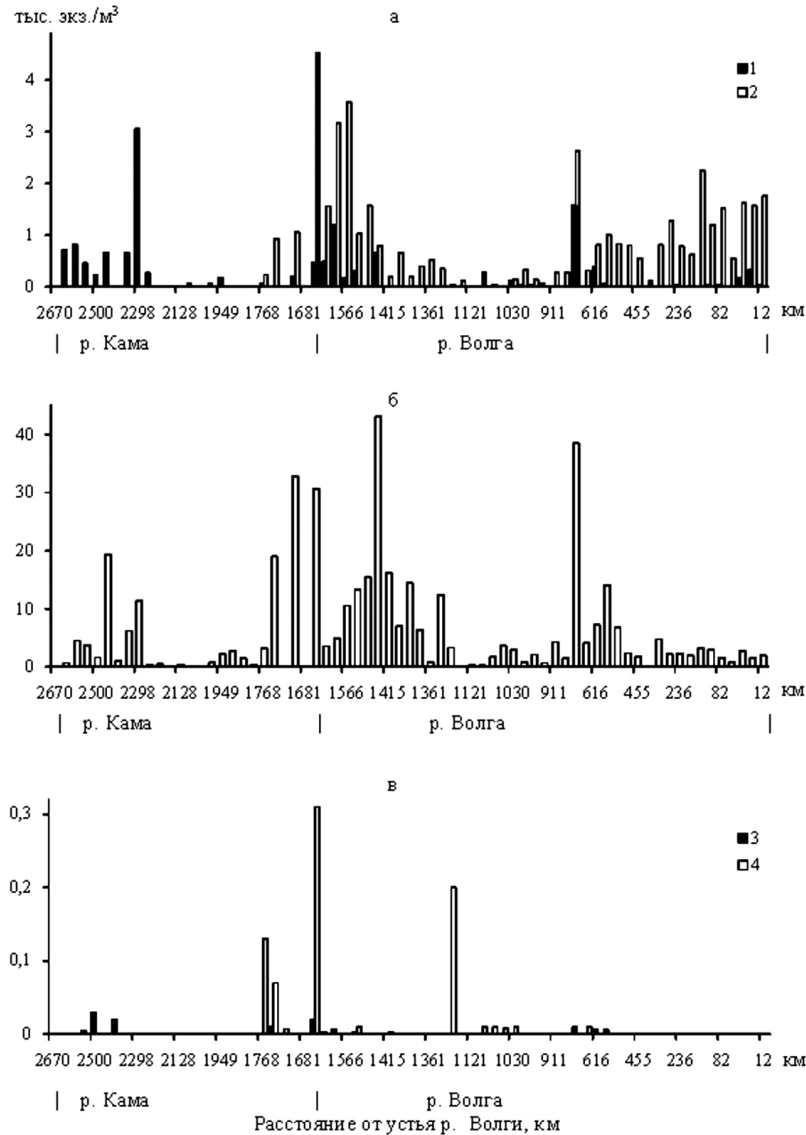 тыс. экз./м³
а
4
3
2
1
0
1
2
2670 2500 2298 2128 1949 1768 1681 1566 1415 1361 1121 1030 911 616 455 236 82 12 км
| р. Кама | р. Волга |
б
40
30
20
10
0
2670 2500 2298 2128 1949 1768 1681 1566 1415 1361 1121 1030 911 616 455 236 82 12 км
| р. Кама | р. Волга |
в
0,3
0,2
0,1
0
3
4
2670 2500 2298 2128 1949 1768 1681 1566 1415 1361 1121 1030 911 616 455 236 82 12 км
| р. Кама | р. Волга |
Расстояние от устья р. Волги, км